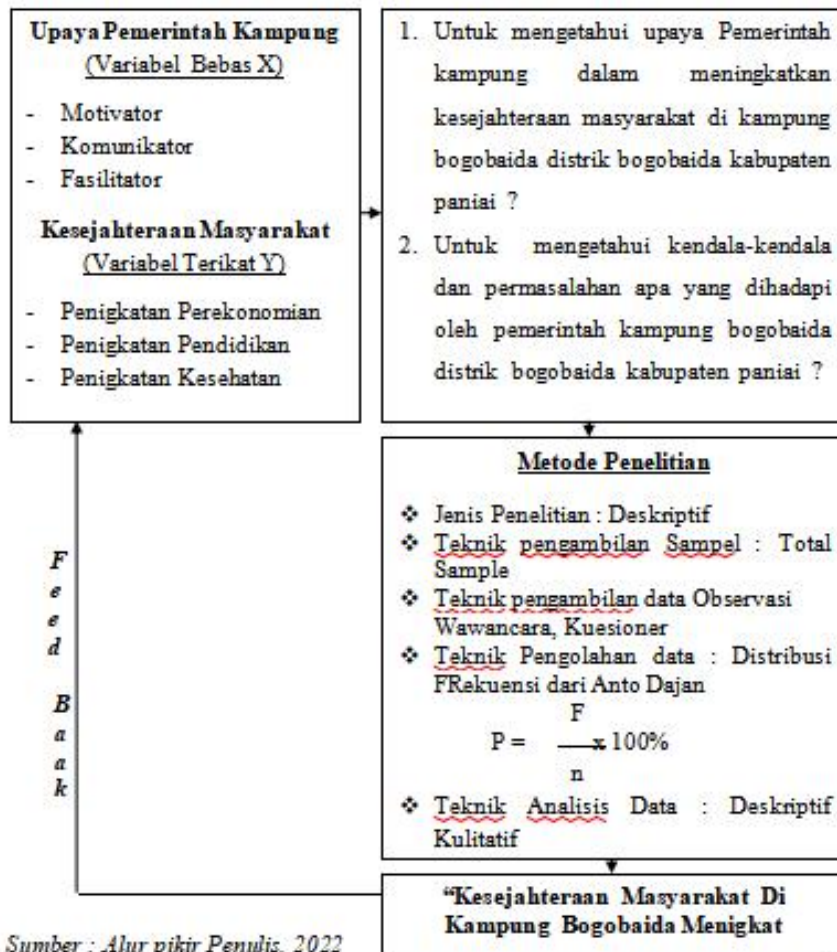 Upaya Pemerintah Kampung
(Variabel Bebas X)
- Motivator
- Komunikator
- Fasilitator
Kesejahteraan Masyarakat
(Variabel Terikat Y)
- Penigkatan Perekonomian
- Penigkatan Pendidikan
- Penigkatan Kesehatan
1. Untuk mengetahui upaya Pemerintah
kampung dalam meningkatkan
kesejahteraan masyarakat di kampung
bogobaida distrik bogobaida kabupaten
paniai ?
2. Untuk mengetahui kendala-kendala
dan permasalahan apa yang dihadapi
oleh pemerintah kampung bogobaida
distrik bogobaida kabupaten paniai ?
Metode Penelitian
❖ Jenis Penelitian : Deskriptif
❖ Teknik pengambilan Sampel : Total
Sample
❖ Teknik pengambilan data Observasi
Wawancara, Kuesioner
❖ Teknik Pengolahan data : Distribusi
FRekuensi dari Anto Dajan
F
P = x 100%
n
❖ Teknik Analisis Data : Deskriptif
Kulitatif
Feed Baak
“Kesejahteraan Masyarakat Di
Kampung Bogobaida Menigkat
Sumber : Alur pikir Penulis, 2022